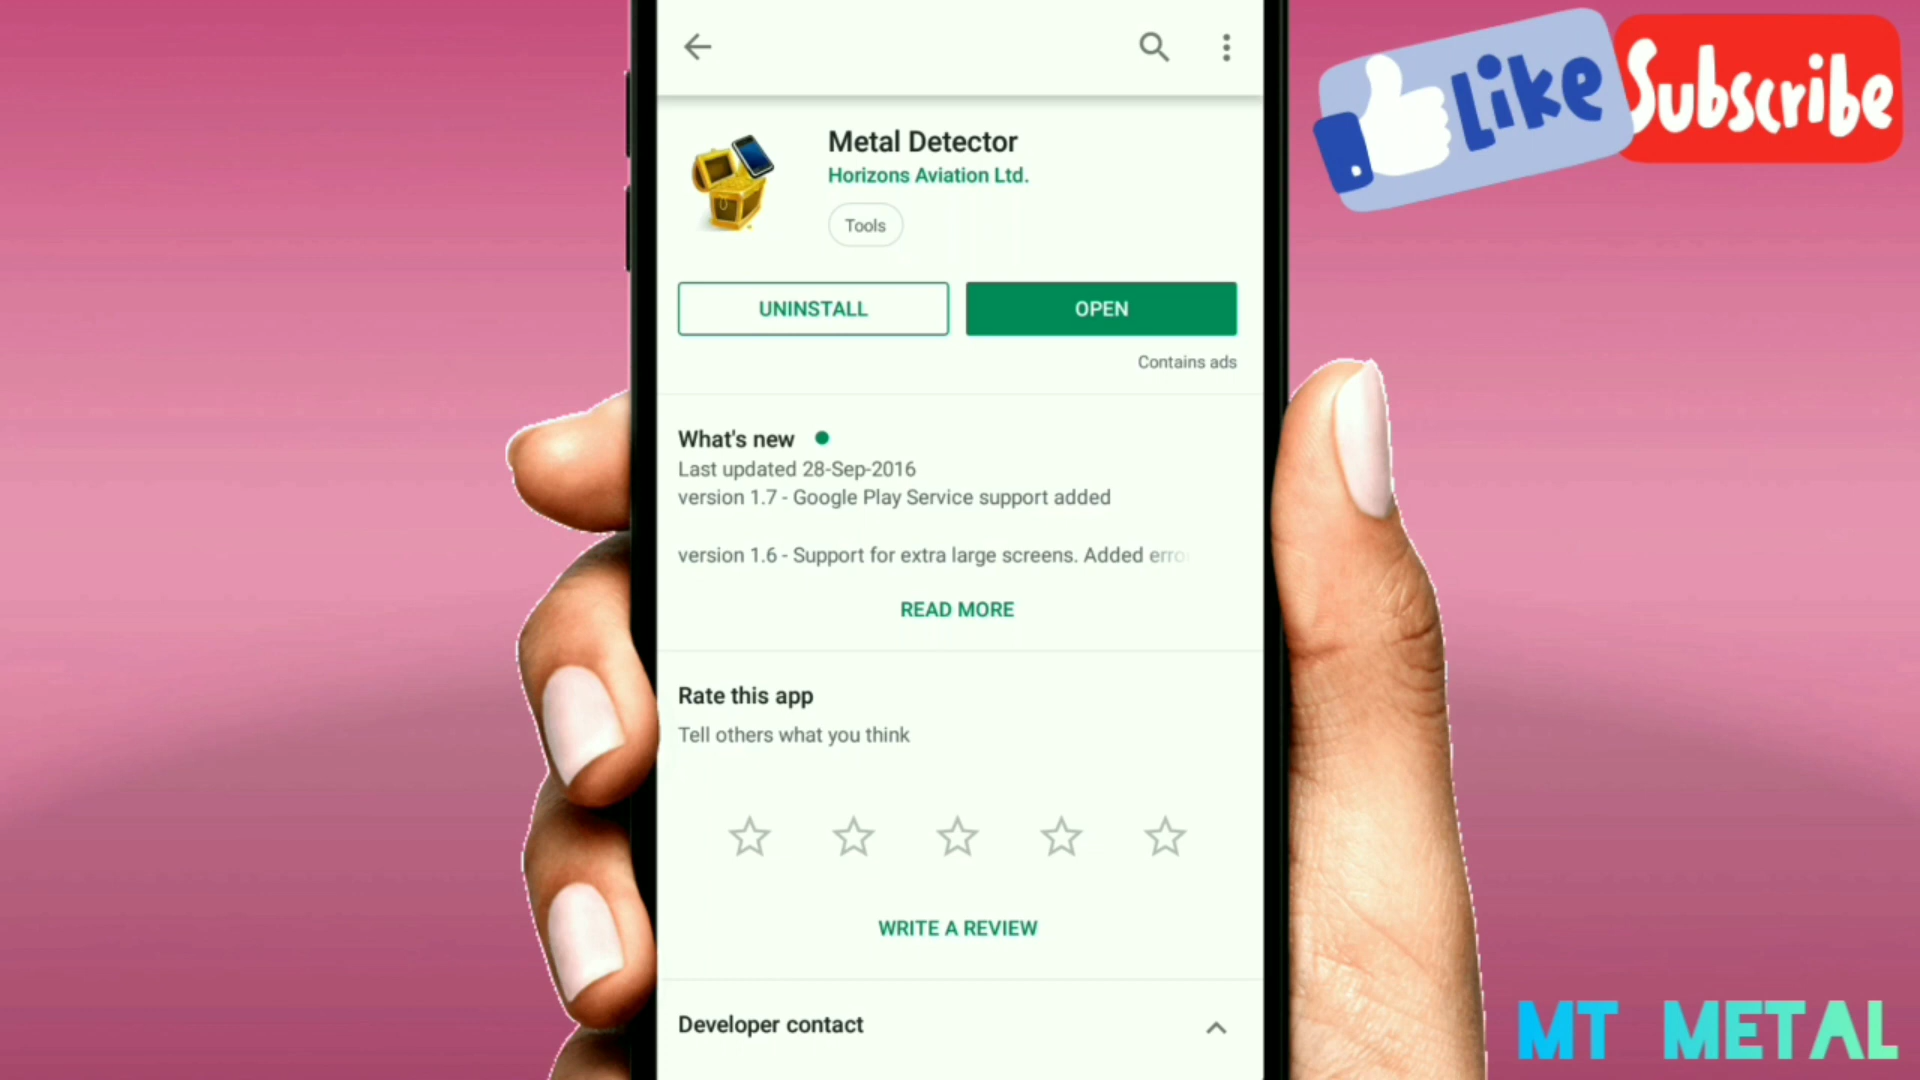 Like
Subscribe
Metal Detector
Horizons Aviation Ltd.
Tools
UNINSTALL
OPEN
Contains ads
What's new
Last updated 28-Sep-2016
version 1.7 - Google Play Service support added
version 1.6 - Support for extra large screens. Added erro
READ MORE
Rate this app
Tell others what you think
WRITE A REVIEW
Developer contact
MT METAL